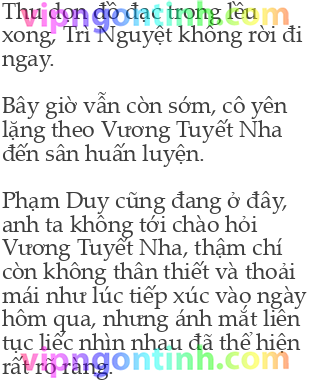 Thu dọn đồ đạc trong lều
xong, Tri Nguyệt không rời đi
ngay.
Bây giờ vẫn còn sớm, cô yên
lặng theo Vương Tuyết Nha
đến sân huấn luyện.
Phạm Duy cũng đang ở đây,
anh ta không tới chào hỏi
Vương Tuyết Nha, thậm chí
còn không thân thiết và thoải
mái như lúc tiếp xúc vào ngày
hôm qua, nhưng ánh mắt liên
tục liếc nhìn nhau đã thể hiện
rất rõ ràng.
vipngontinh.com
vipngontinh.com